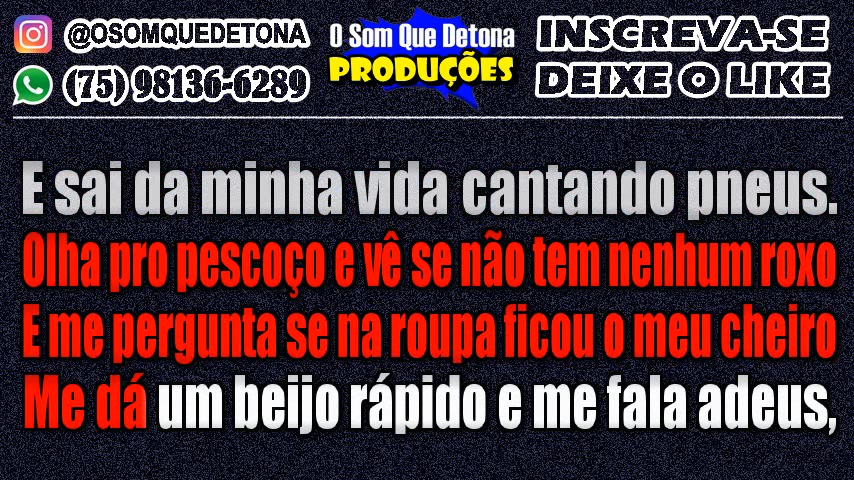 @OSOMQUEDETONA
(75) 98136-6289
O Som Que Detona
PRODUÇÕES
INSCREVA-SE
DEIXE O LIKE
E sai da minha vida cantando pneus.
Olha pro pescoço e vê se não tem nenhum roxo
E me pergunta se na roupa ficou o meu cheiro
Me dá um beijo rápido e me fala adeus,